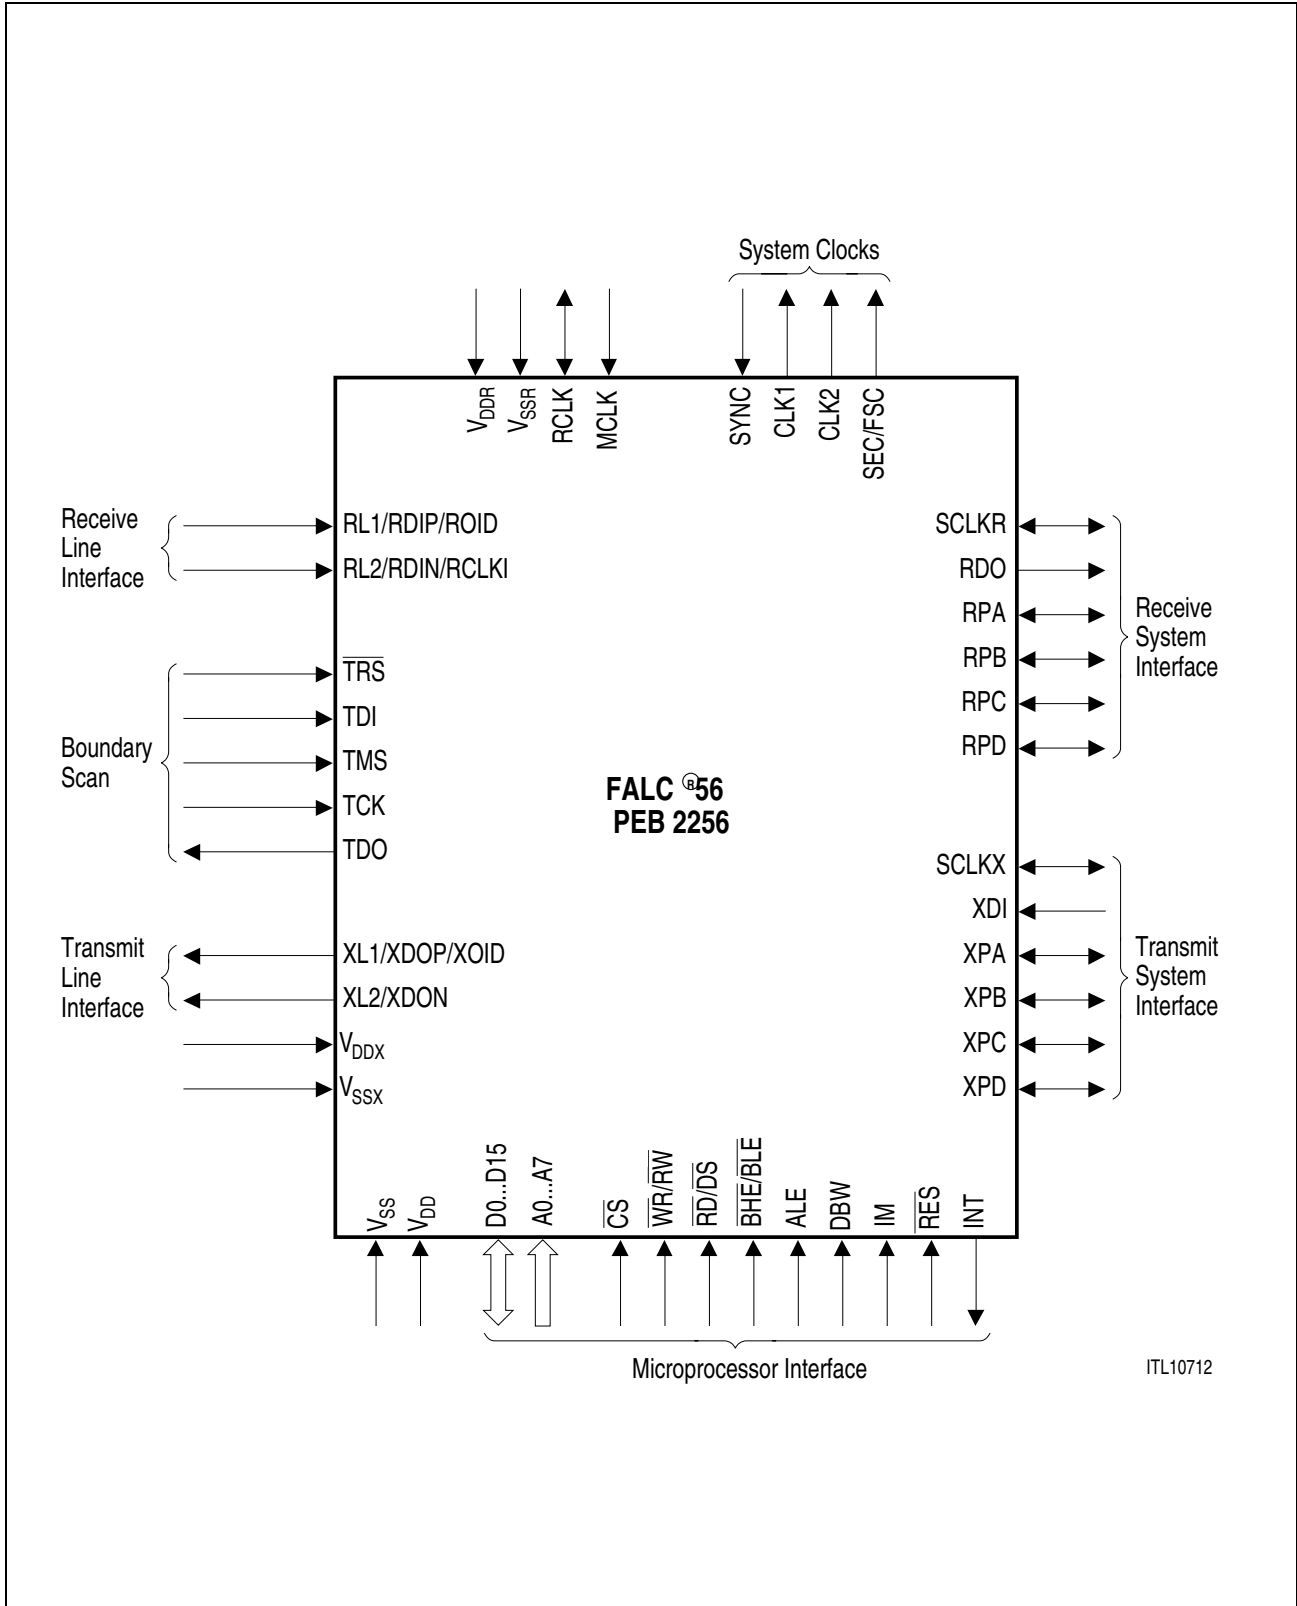 System Clocks
VDDR
VSSR
RCLK
MCLK
SYNC
CLK1
CLK2
SEC/FSC
Receive
Line
Interface
RL1/RDIP/ROID
RL2/RDIN/RCLKI
SCLKR
RDO
RPA
RPB
RPC
RPD
Receive
System
Interface
Boundary
Scan
TRS
TDI
TMS
TCK
TDO
FALC ®56
PEB 2256
Transmit
Line
Interface
XL1/XDOP/XOID
XL2/XDON
VDDX
VSSX
SCLKX
XDI
XPA
XPB
XPC
XPD
Transmit
System
Interface
VSS
VDD
D0...D15
A0...A7
CS
WR/RW
RD/DS
BHE/BLE
ALE
DBW
IM
RES
INT
Microprocessor Interface
ITL10712